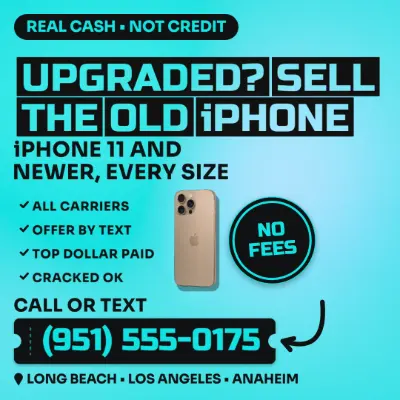 REAL CASH • NOT CREDIT
UPGRADED? SELL
THE OLD iPHONE
iPHONE 11 AND
NEWER, EVERY SIZE
✓ ALL CARRIERS
✓ OFFER BY TEXT
✓ TOP DOLLAR PAID
✓ CRACKED OK
NO
FEES
CALL OR TEXT
(951) 555-0175
LONG BEACH • LOS ANGELES • ANAHEIM